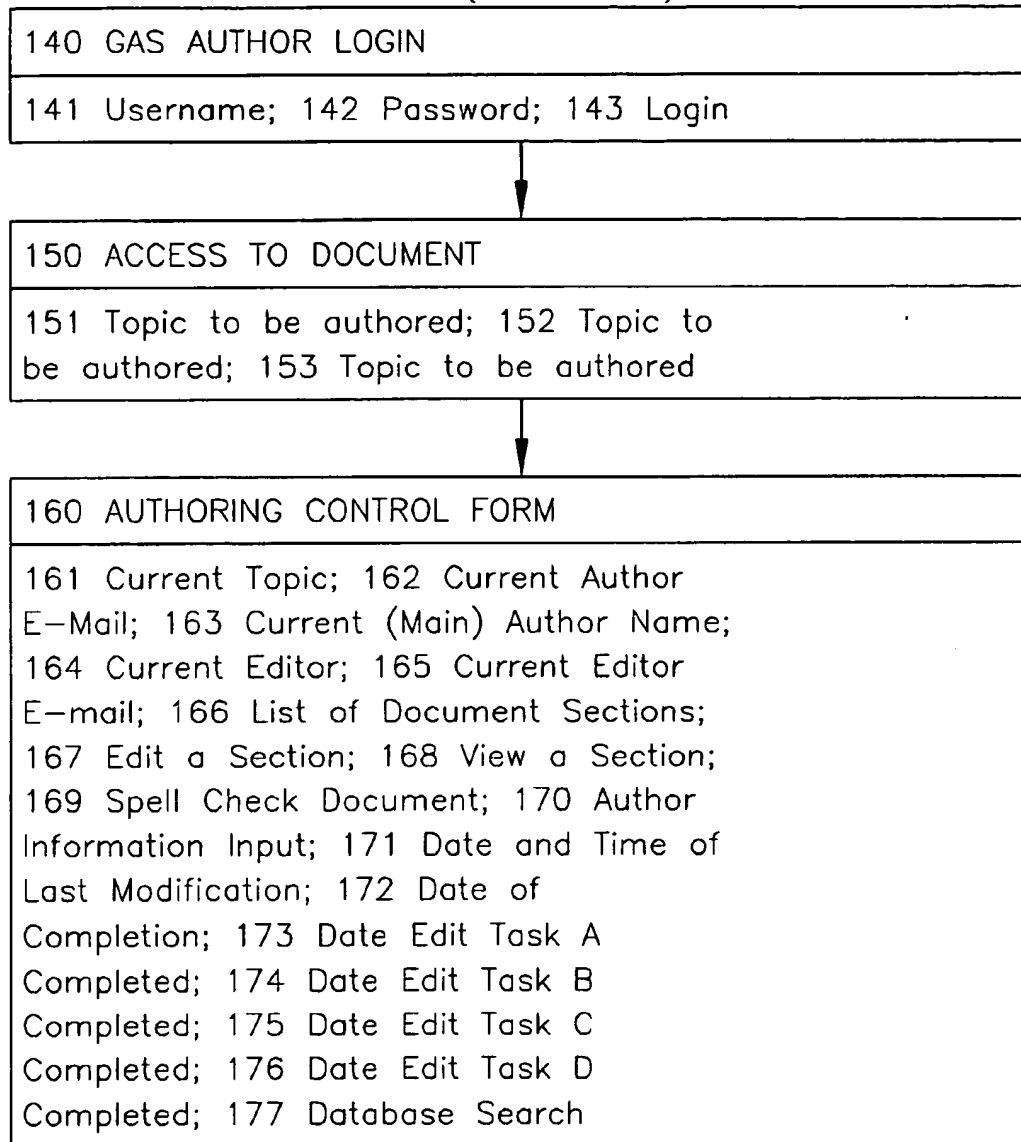 140 GAS AUTHOR LOGIN
141 Username; 142 Password; 143 Login
150 ACCESS TO DOCUMENT
151 Topic to be authored; 152 Topic to
be authored; 153 Topic to be authored
160 AUTHORING CONTROL FORM
161 Current Topic; 162 Current Author
E-Mail; 163 Current (Main) Author Name;
164 Current Editor; 165 Current Editor
E-mail; 166 List of Document Sections;
167 Edit a Section; 168 View a Section;
169 Spell Check Document; 170 Author
Information Input; 171 Date and Time of
Last Modification; 172 Date of
Completion; 173 Date Edit Task A
Completed; 174 Date Edit Task B
Completed; 175 Date Edit Task C
Completed; 176 Date Edit Task D
Completed; 177 Database Search